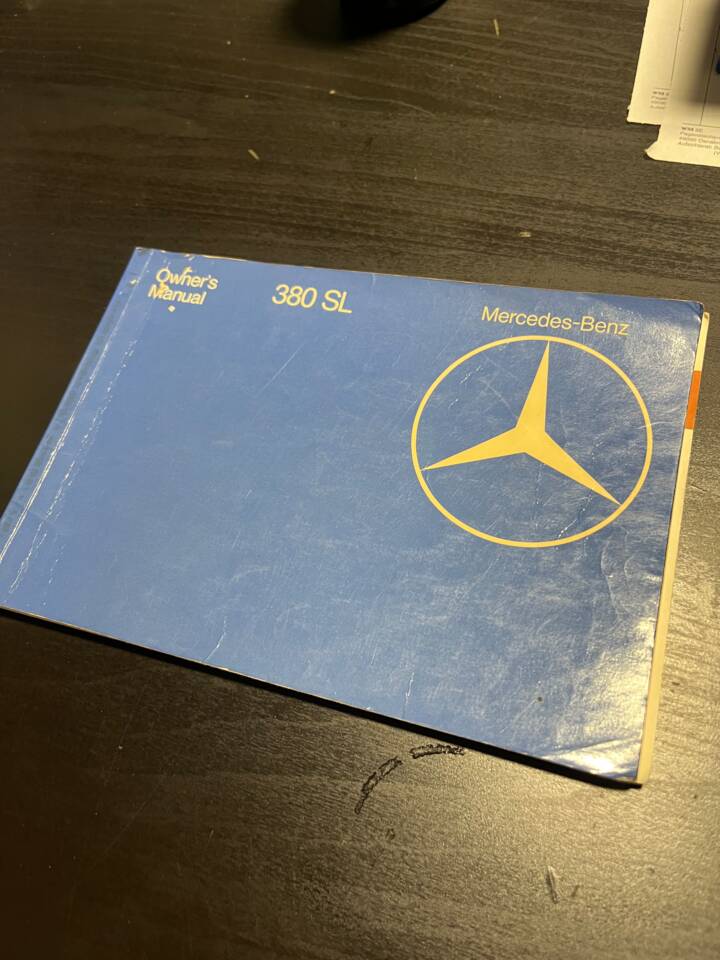 Owner's
Manual
380 SL
Mercedes-Benz